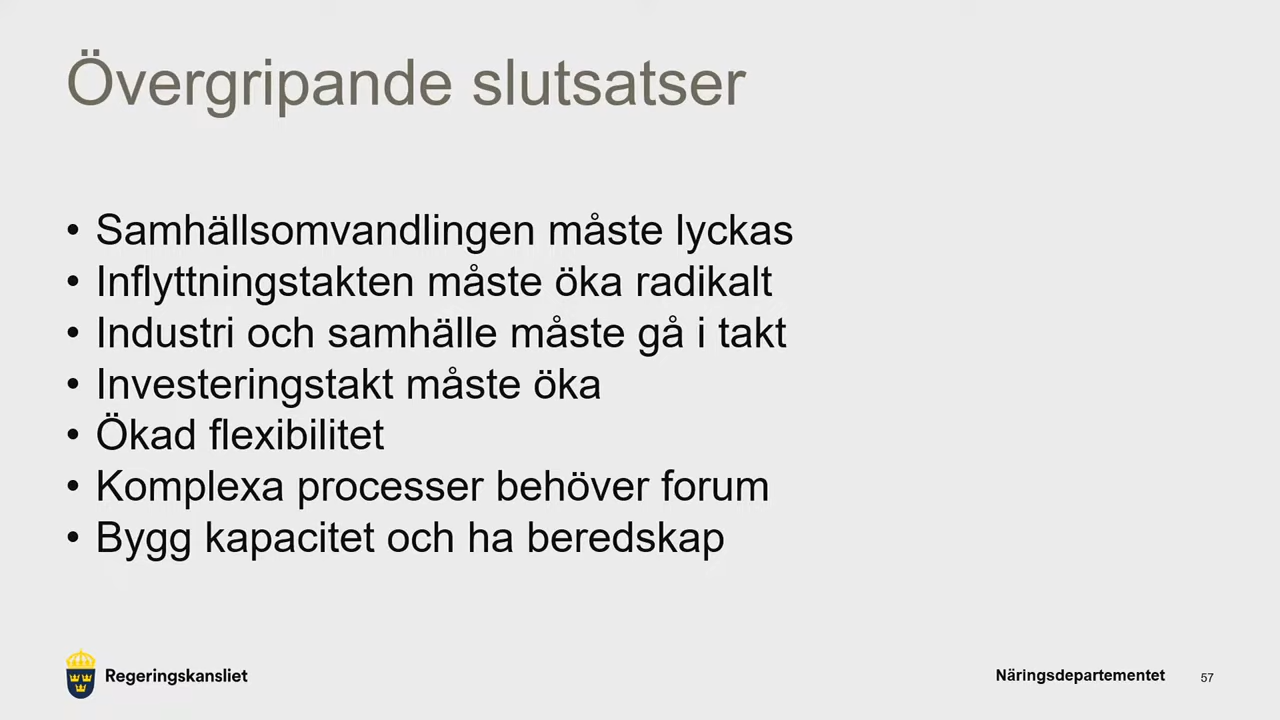 Övergripande slutsatser
• Samhällsomvandlingen måste lyckas
• Inflyttningstakten måste öka radikalt
• Industri och samhälle måste gå i takt
• Investeringstakt måste öka
• Ökad flexibilitet
• Komplexa processer behöver forum
• Bygg kapacitet och ha beredskap
Regeringskansliet
Näringsdepartementet
57